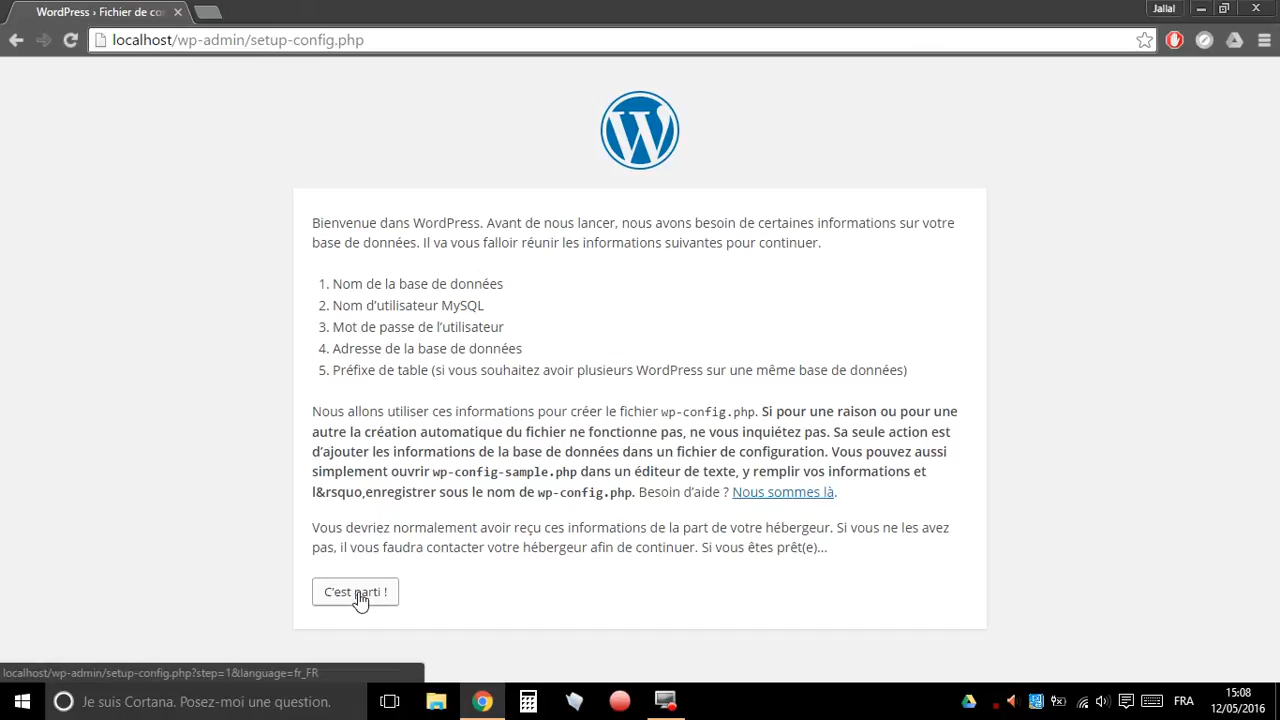 WordPress › Fichier de co
Jallal
localhost/wp-admin/setup-config.php
Bienvenue dans WordPress. Avant de nous lancer, nous avons besoin de certaines informations sur votre
base de données. Il va vous falloir réunir les informations suivantes pour continuer.
1. Nom de la base de données
2. Nom d’utilisateur MySQL
3. Mot de passe de l’utilisateur
4. Adresse de la base de données
5. Préfixe de table (si vous souhaitez avoir plusieurs WordPress sur une même base de données)
Nous allons utiliser ces informations pour créer le fichier wp-config.php. Si pour une raison ou pour une
autre la création automatique du fichier ne fonctionne pas, ne vous inquiétez pas. Sa seule action est
d’ajouter les informations de la base de données dans un fichier de configuration. Vous pouvez aussi
simplement ouvrir wp-config-sample.php dans un éditeur de texte, y remplir vos informations et
l&rsquo,enregistrer sous le nom de wp-config.php. Besoin d’aide ? Nous sommes là.
Vous devriez normalement avoir reçu ces informations de la part de votre hébergeur. Si vous ne les avez
pas, il vous faudra contacter votre hébergeur afin de continuer. Si vous êtes prêt(e)…
C’est parti !
localhost/wp-admin/setup-config.php?step=1&language=fr_FR
Je suis Cortana. Posez-moi une question.
FRA
15:08
12/05/2016